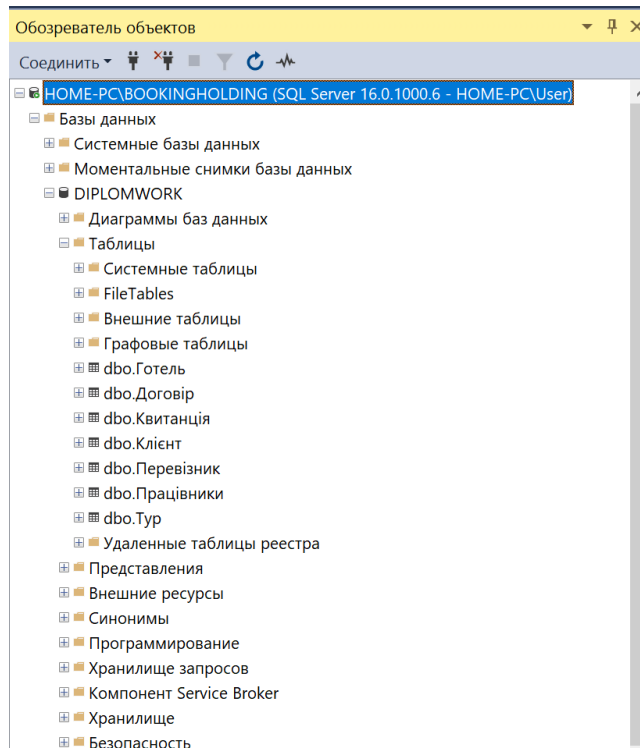 Обозреватель объектов
Соединить
HOME-PC\BOOKINGHOLDING (SQL Server 16.0.1000.6 - HOME-PC\User)
Базы данных
Системные базы данных
Моментальные снимки базы данных
DIPLOMWORK
Диаграммы баз данных
Таблицы
Системные таблицы
FileTables
Внешние таблицы
Графовые таблицы
dbo.Готель
dbo.Договір
dbo.Квитанція
dbo.Клієнт
dbo.Перевізник
dbo.Працівники
dbo.Тур
Удаленные таблицы реестра
Представления
Внешние ресурсы
Синонимы
Программирование
Хранилище запросов
Компонент Service Broker
Хранилище
Безопасность